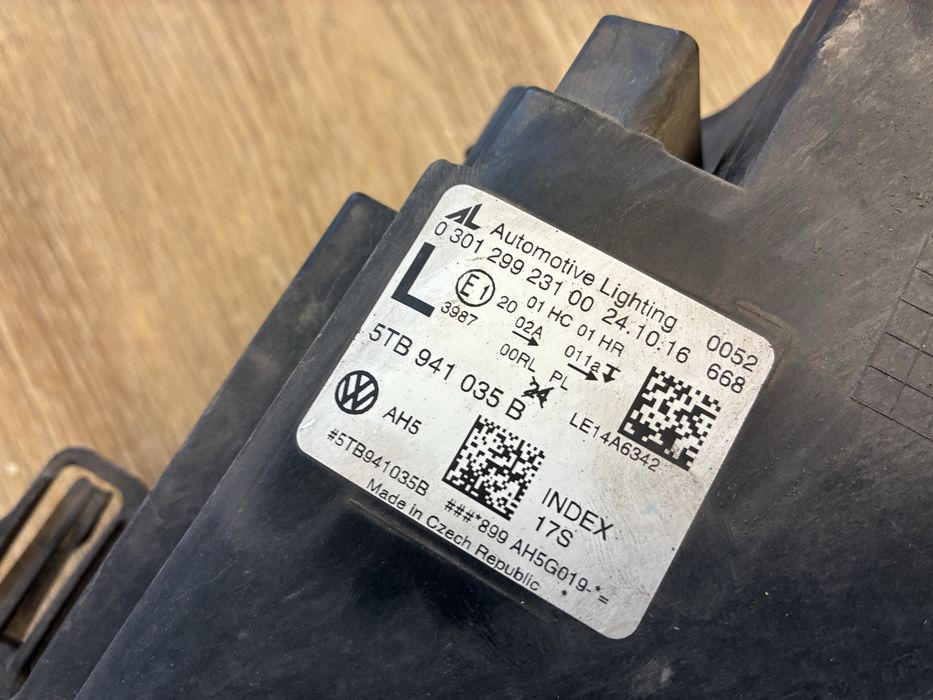 AL Automotive Lighting
0 301 299 231 00 24.10.16 0052
L E1 20 01 HC 01 HR 668
3987 02A 011a
00RL PL 24
5TB 941 035 B LE14A6342
AH5
INDEX
17S
#5TB941035B ###*899 AH5G019-*=
Made in Czech Republic